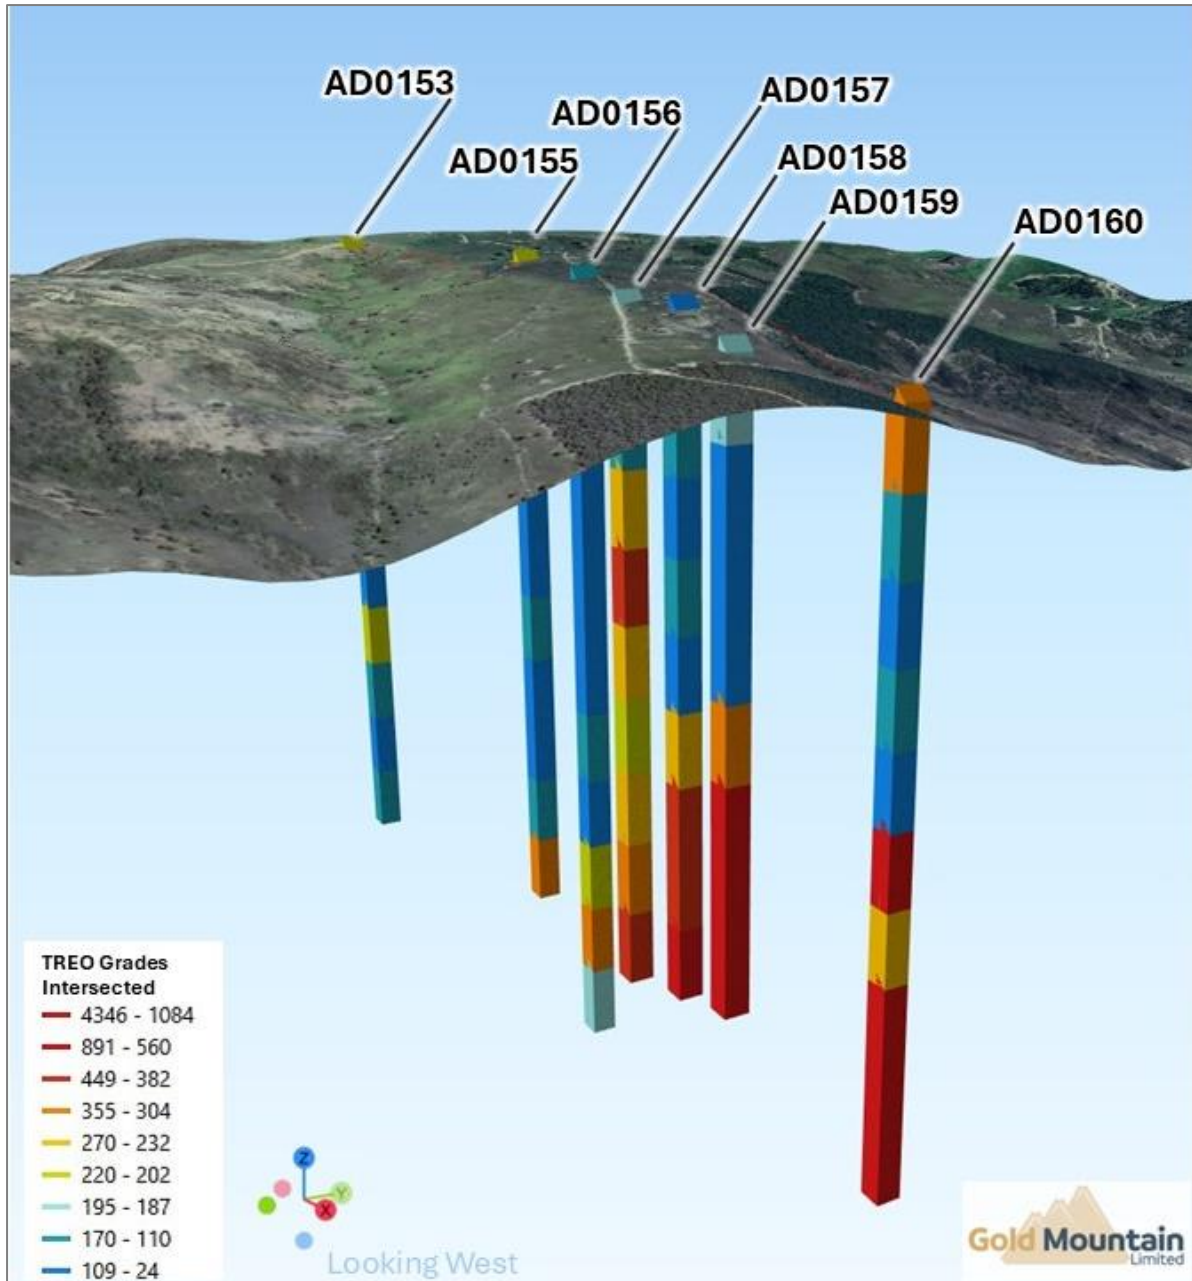 AD0153
AD0156
AD0157
AD0155
AD0158
AD0159
AD0160
TREO Grades
Intersected
4346 - 1084
891 - 560
449 - 382
355 - 304
270 - 232
220 - 202
195 - 187
170 - 110
109 - 24
Z
Y
X
Looking West
Gold Mountain
Limited